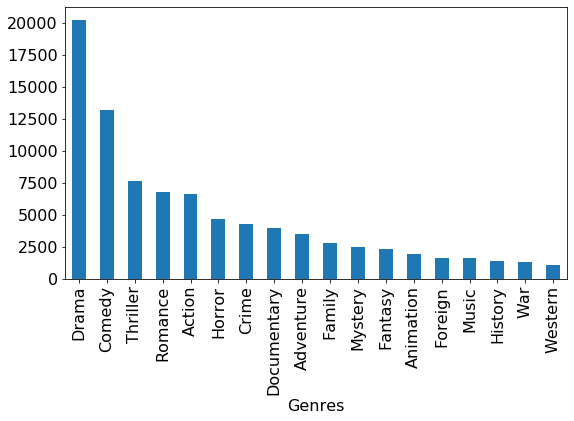 20000
17500
15000
12500
10000
7500
5000
2500
0
Drama
Comedy
Thriller
Romance
Action
Horror
Crime
Documentary
Adventure
Family
Mystery
Fantasy
Animation
Foreign
Music
History
War
Western
Genres